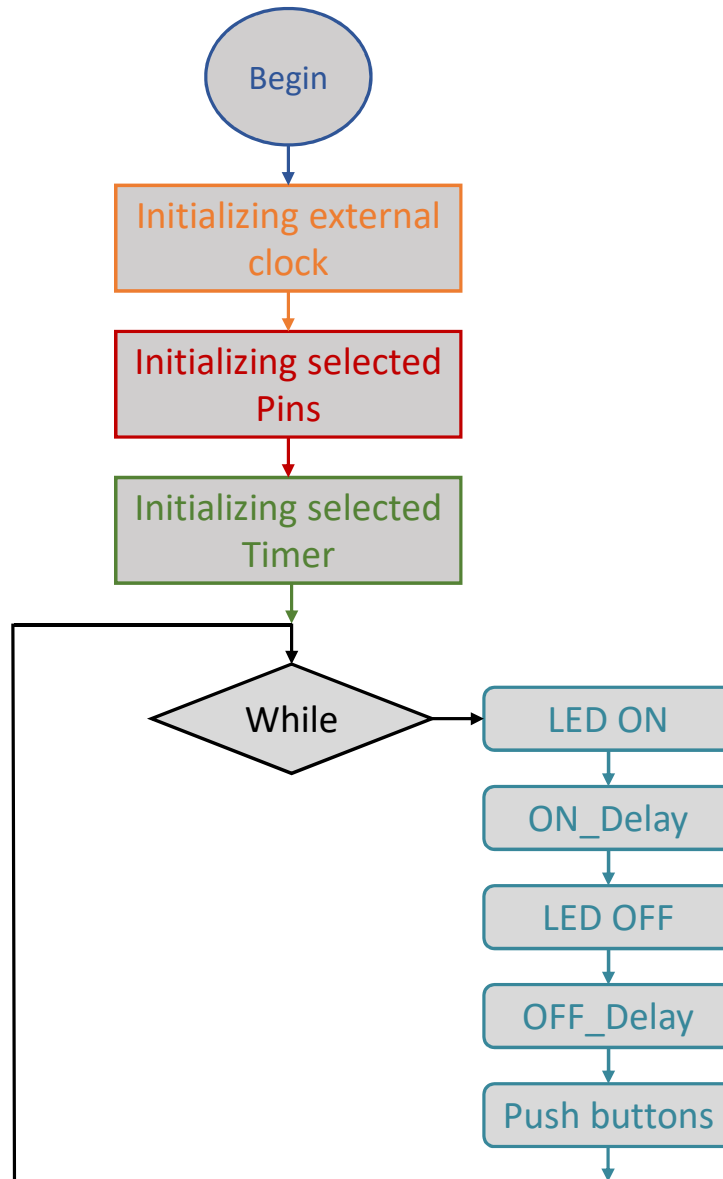 Begin
Initializing external
clock
Initializing selected
Pins
Initializing selected
Timer
While
LED ON
ON_Delay
LED OFF
OFF_Delay
Push buttons